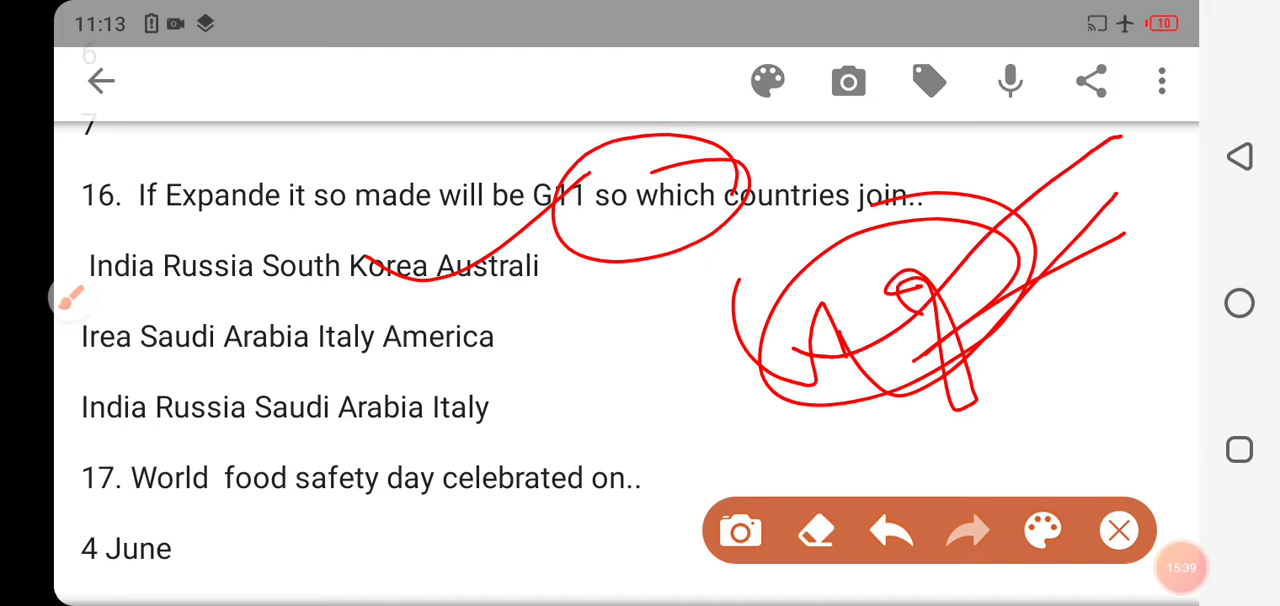 11:13
10
6
7
16. If Expande it so made will be G11 so which countries join..
India Russia South Korea Australi
Irea Saudi Arabia Italy America
India Russia Saudi Arabia Italy
17. World food safety day celebrated on..
4 June
15:39